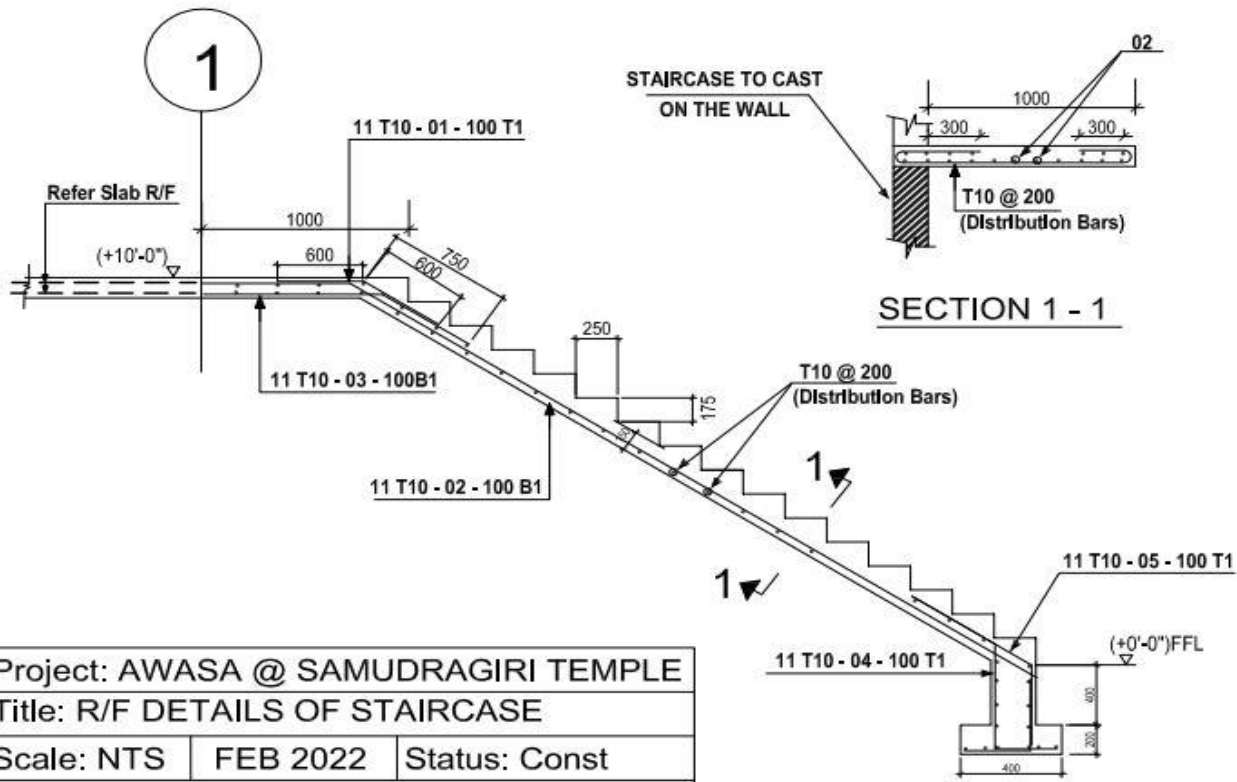 1
11 T10 - 01 - 100 T1
Refer Slab R/F
1000
(+10'-0")
600
750
600
11 T10 - 03 - 100B1
250
175
T10 @ 200
(Distribution Bars)
11 T10 - 02 - 100 B1
1
1
11 T10 - 05 - 100 T1
(+0'-0")FFL
11 T10 - 04 - 100 T1
400
200
400
02
STAIRCASE TO CAST
ON THE WALL
1000
300
300
T10 @ 200
(Distribution Bars)
SECTION 1 - 1
Project: AWASA @ SAMUDRAGIRI TEMPLE
Title: R/F DETAILS OF STAIRCASE
Scale: NTS
FEB 2022
Status: Const